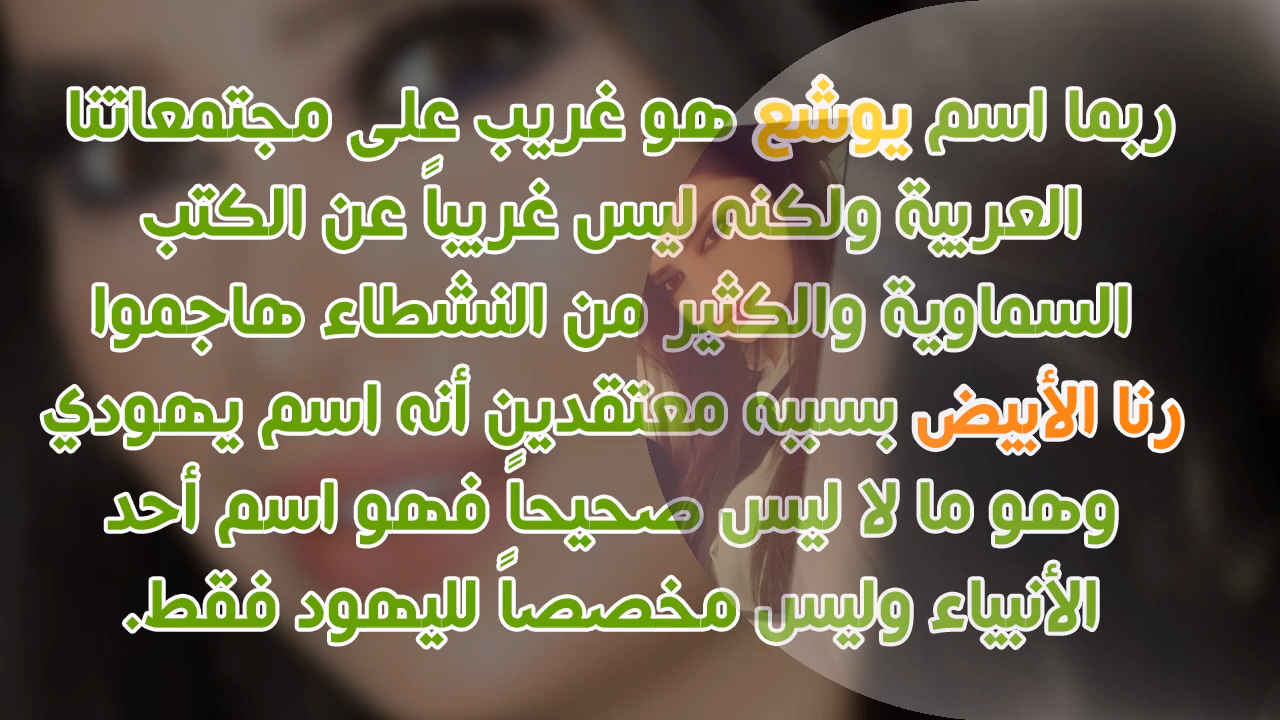 ربما اسم يوشع هو غريب على مجتمعاتنا
العربية ولكنه ليس غريباً عن الكتب
السماوية والكثير من النشطاء هاجموا
رنا الأبيض بسببه معتقدين أنه اسم يهودي
وهو ما لا ليس صحيحاً فهو اسم أحد
الأنبياء وليس مخصصاً لليهود فقط.